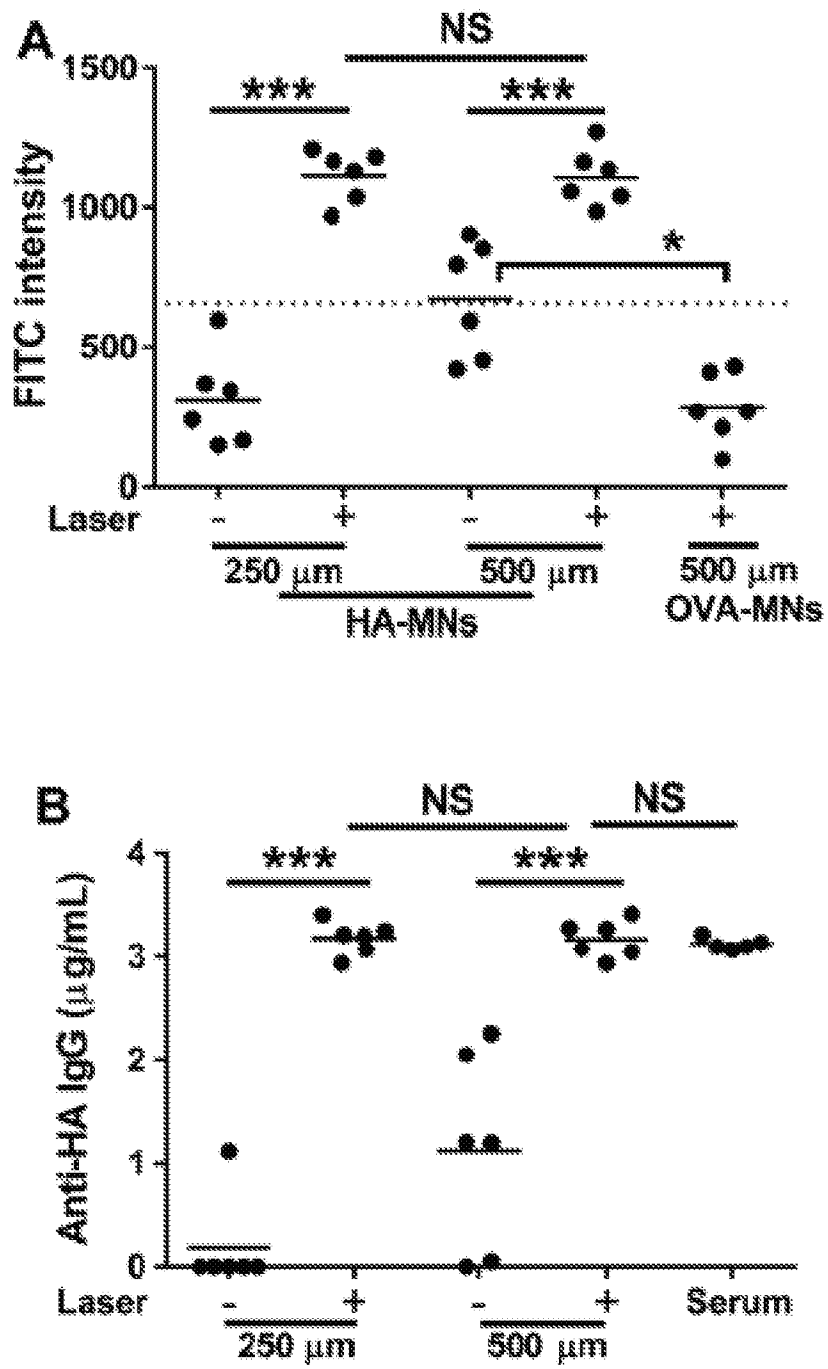 A
NS
1500
*** ***
1000
*
FITC intensity
500
0
Laser - + - + +
250 μm 500 μm 500 μm
HA-MNs OVA-MNs
B
NS NS
4
*** ***
3
Anti-HA IgG (μg/mL)
2
1
0
Laser - + - + Serum
250 μm 500 μm